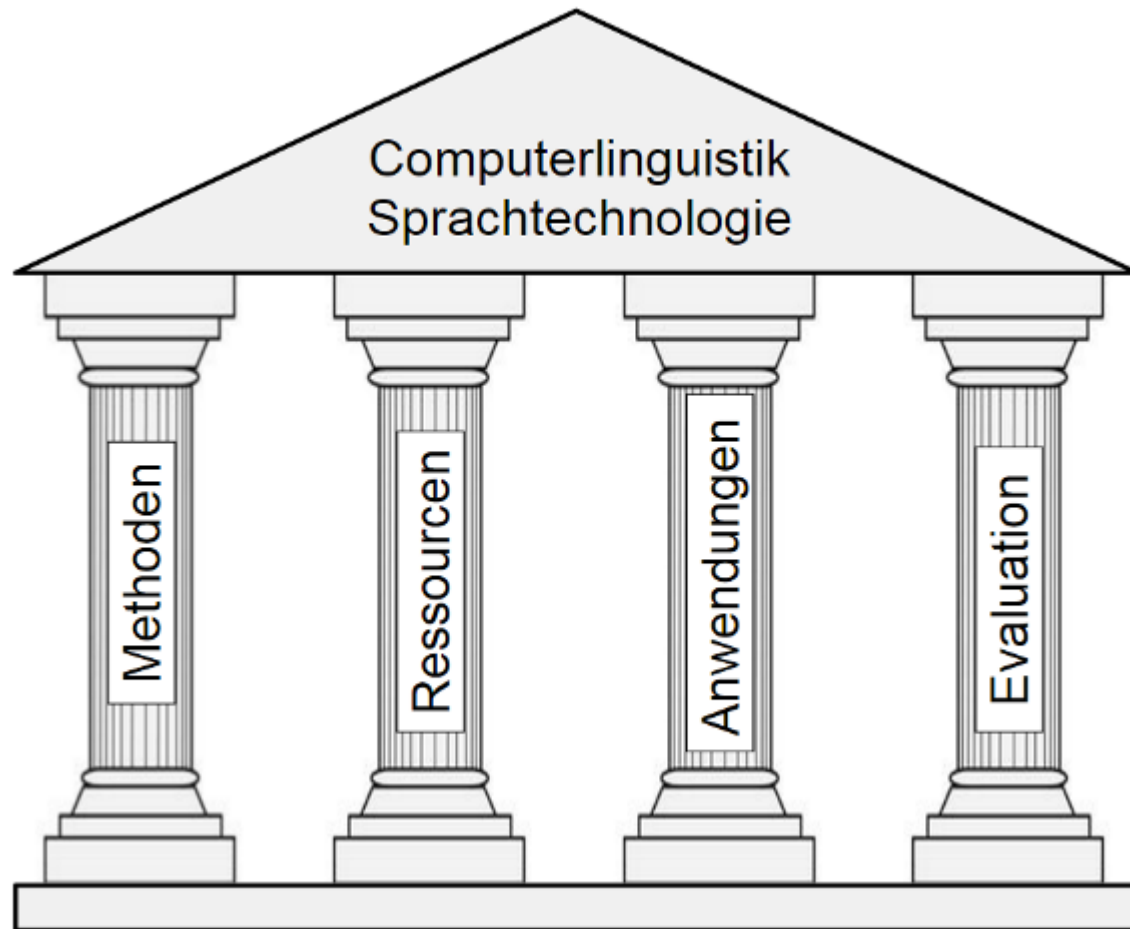 Computerlinguistik
Sprachtechnologie
Methoden
Ressourcen
Anwendungen
Evaluation